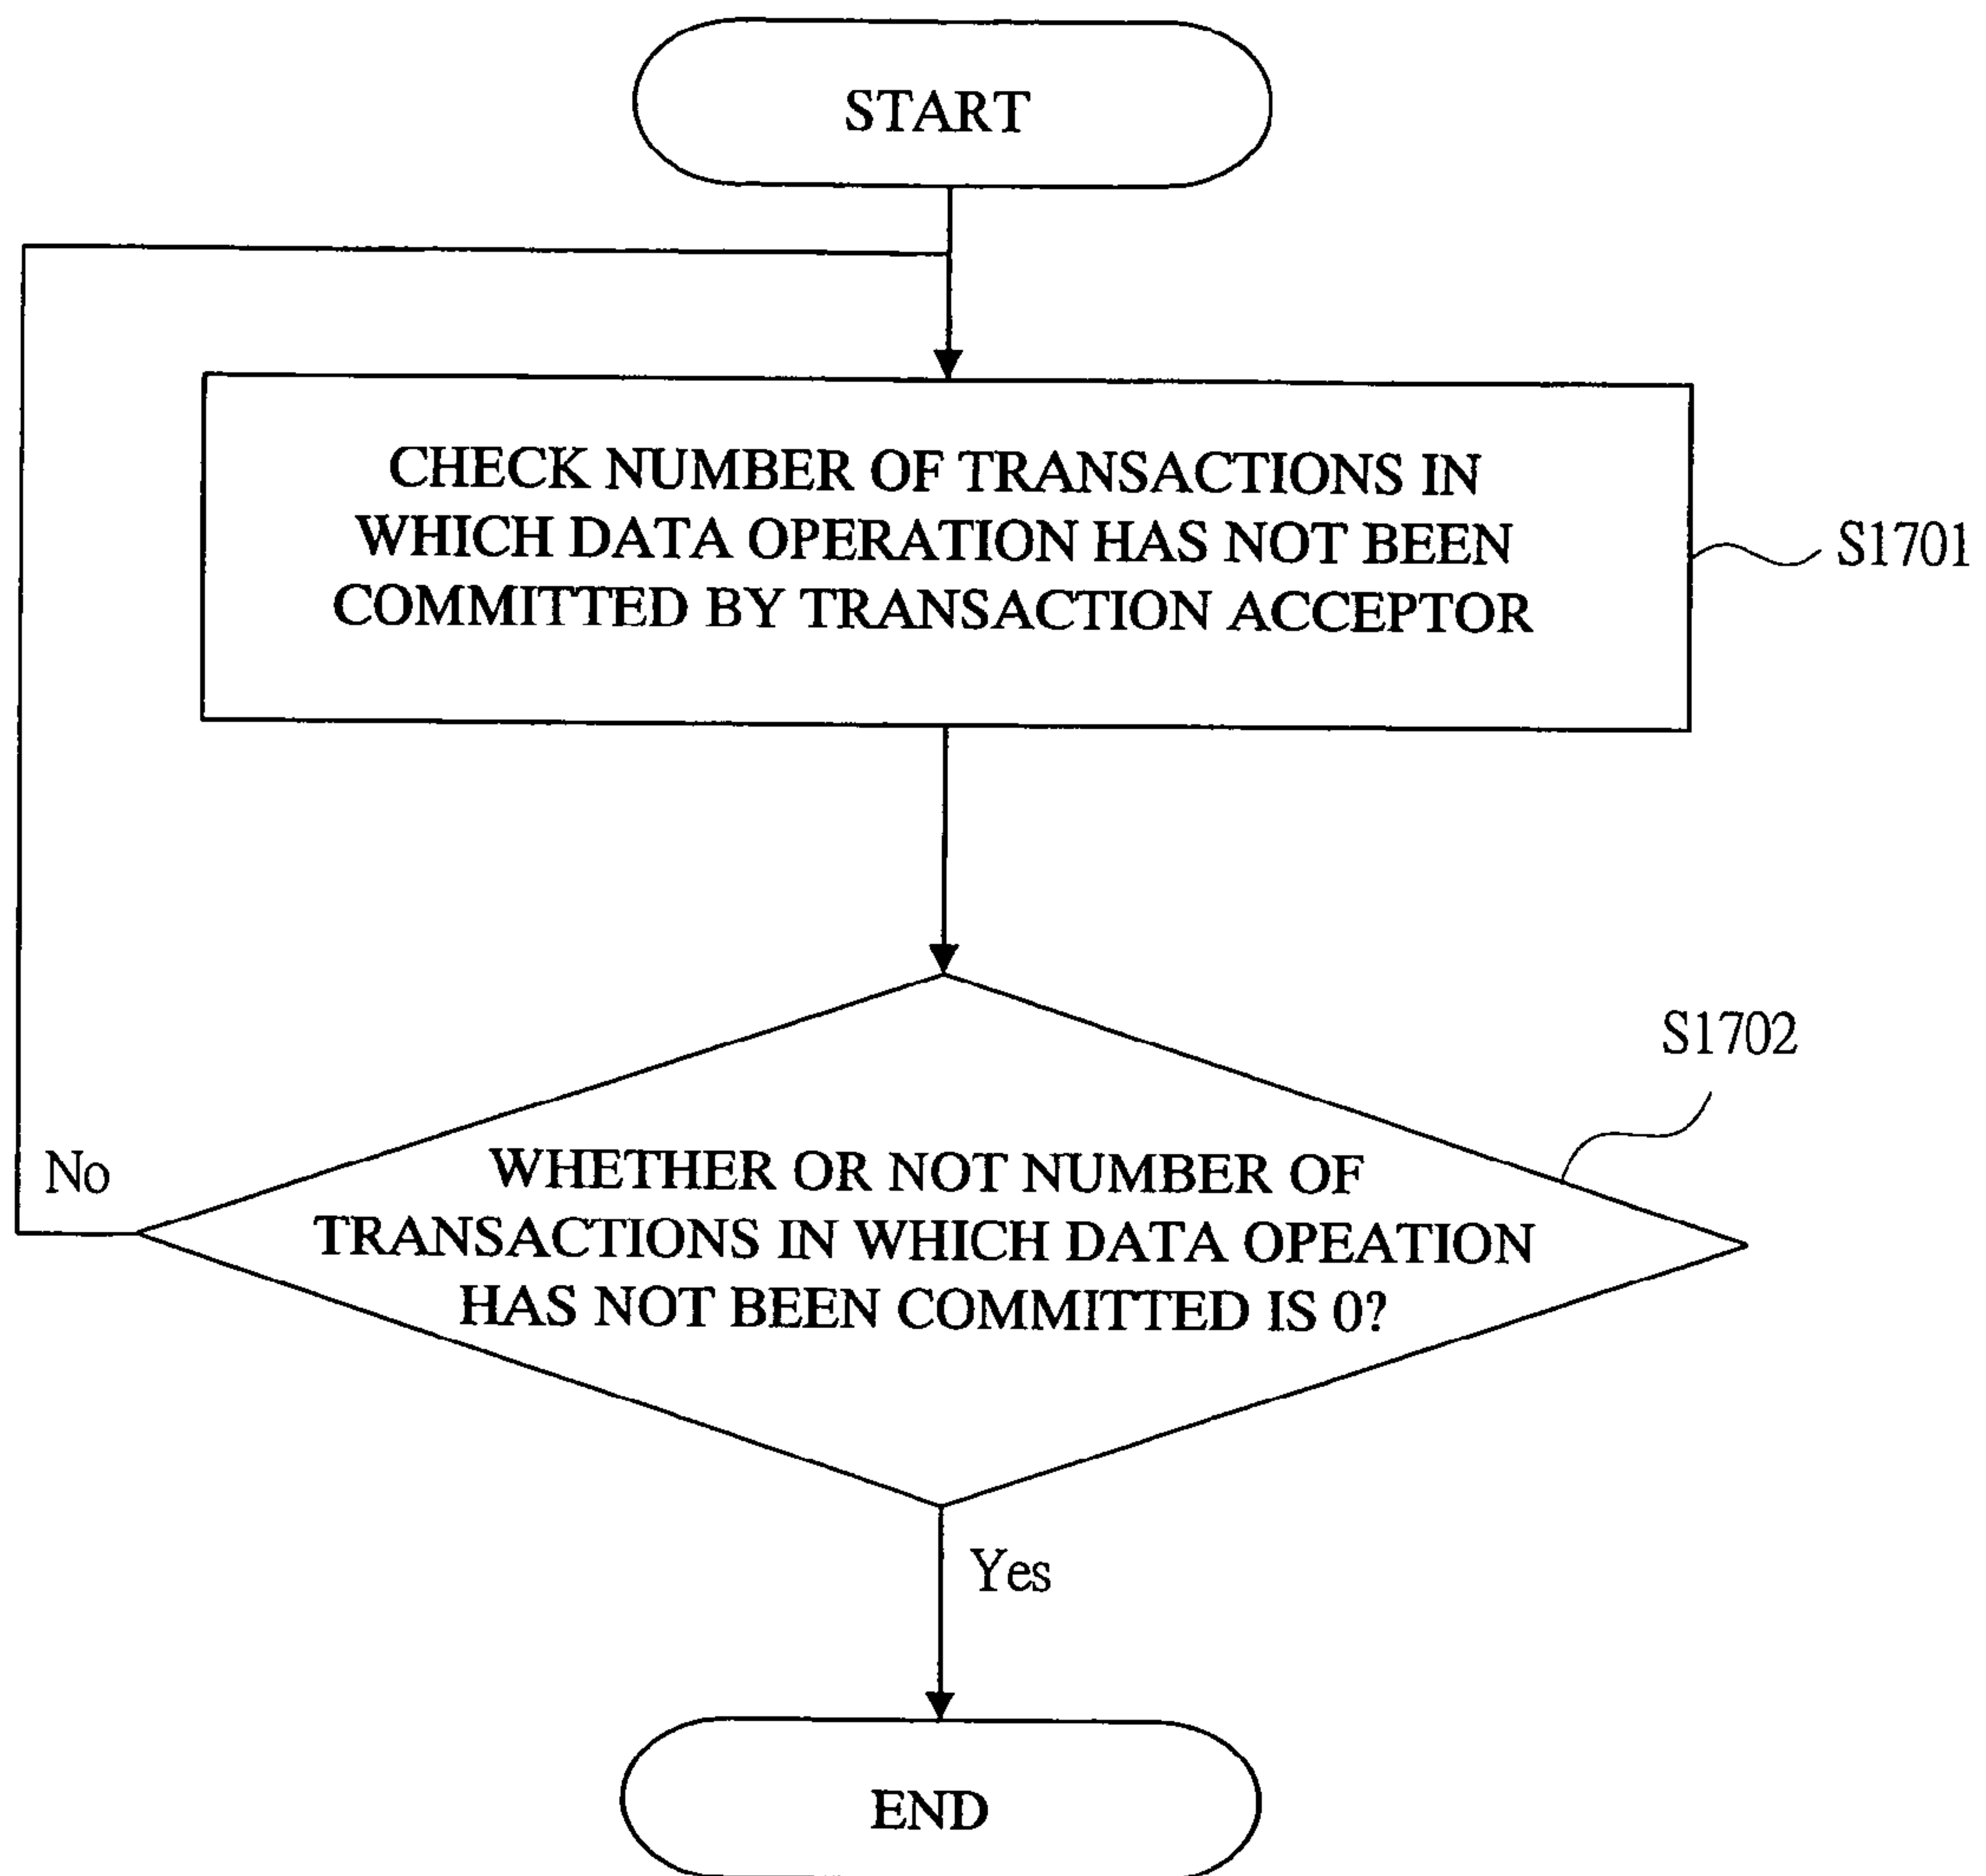 START
CHECK NUMBER OF TRANSACTIONS IN
WHICH DATA OPERATION HAS NOT BEEN
COMMITTED BY TRANSACTION ACCEPTOR
S1701
S1702
No
WHETHER OR NOT NUMBER OF
TRANSACTIONS IN WHICH DATA OPEATION
HAS NOT BEEN COMMITTED IS 0?
Yes
END